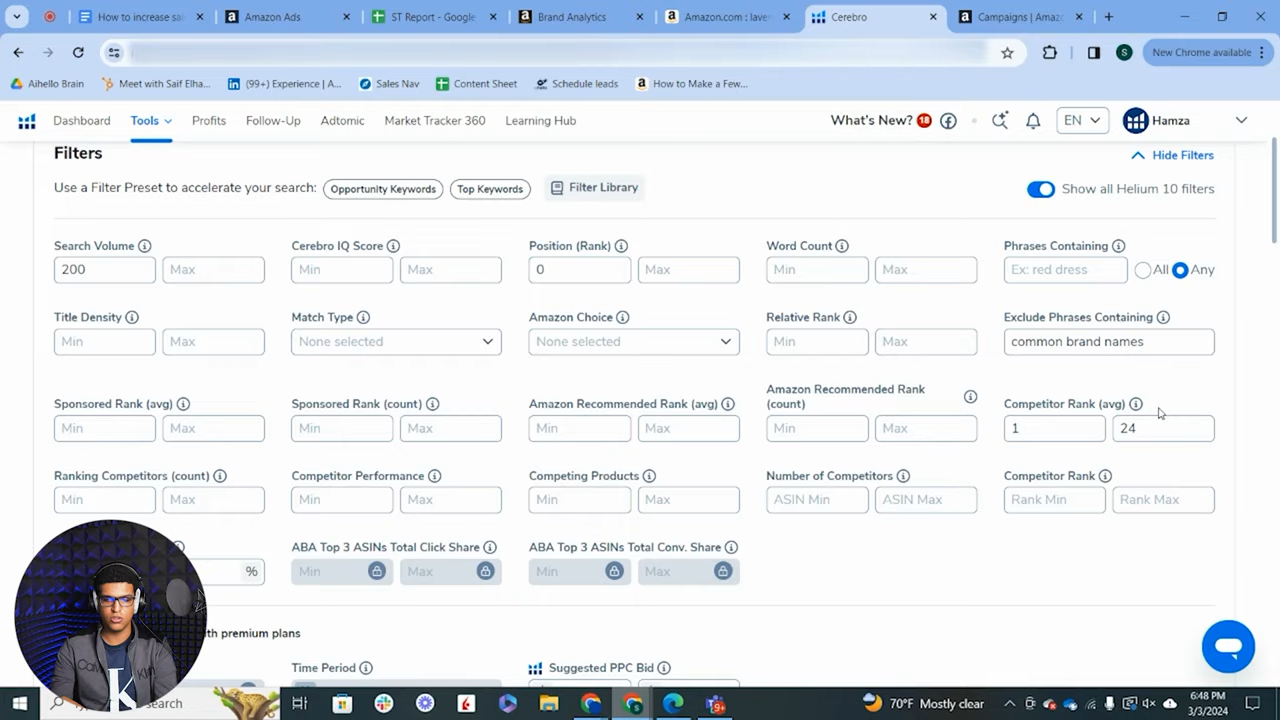 How to increase sal
Amazon Ads
ST Report - Google
Brand Analytics
Amazon.com : lave
Cerebro
Campaigns | Amaz
S
New Chrome available
Aihello Brain
Meet with Saif Elha...
(99+) Experience | A...
Sales Nav
Content Sheet
Schedule leads
How to Make a Few...
Dashboard
Tools
Profits
Follow-Up
Adtomic
Market Tracker 360
Learning Hub
What's New?
18
EN
Hamza
Filters
Hide Filters
Use a Filter Preset to accelerate your search:
Opportunity Keywords
Top Keywords
Filter Library
Show all Helium 10 filters
Search Volume
Cerebro IQ Score
Position (Rank)
Word Count
Phrases Containing
200
Max
Min
Max
0
Max
Min
Max
Ex: red dress
All
Any
Title Density
Match Type
Amazon Choice
Relative Rank
Exclude Phrases Containing
Min
Max
None selected
None selected
Min
Max
common brand names
Sponsored Rank (avg)
Sponsored Rank (count)
Amazon Recommended Rank (avg)
Amazon Recommended Rank
(count)
Competitor Rank (avg)
Min
Max
Min
Max
Min
Max
Min
Max
1
24
Ranking Competitors (count)
Competitor Performance
Competing Products
Number of Competitors
Competitor Rank
Min
Max
Min
Max
Min
Max
ASIN Min
ASIN Max
Rank Min
Rank Max
ABA Top 3 ASINs Total Click Share
ABA Top 3 ASINs Total Conv. Share
%
Min
Max
Min
Max
th premium plans
Time Period
Suggested PPC Bid
search
70°F Mostly clear
6:48 PM
3/3/2024